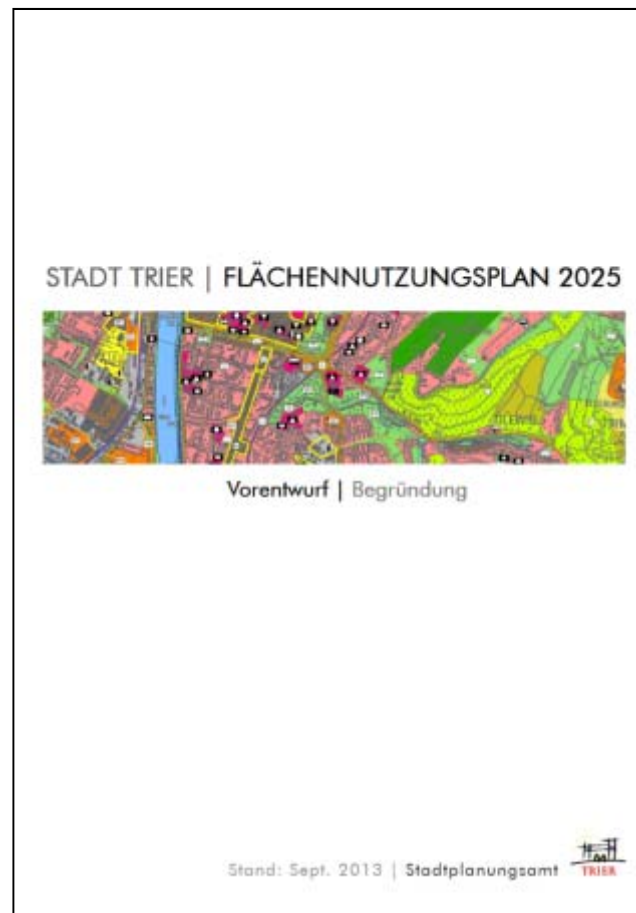 STADT TRIER | FLÄCHENNUTZUNGSPLAN 2025
Vorentwurf | Begründung
Stand: Sept. 2013 | Stadtplanungsamt
TRIER